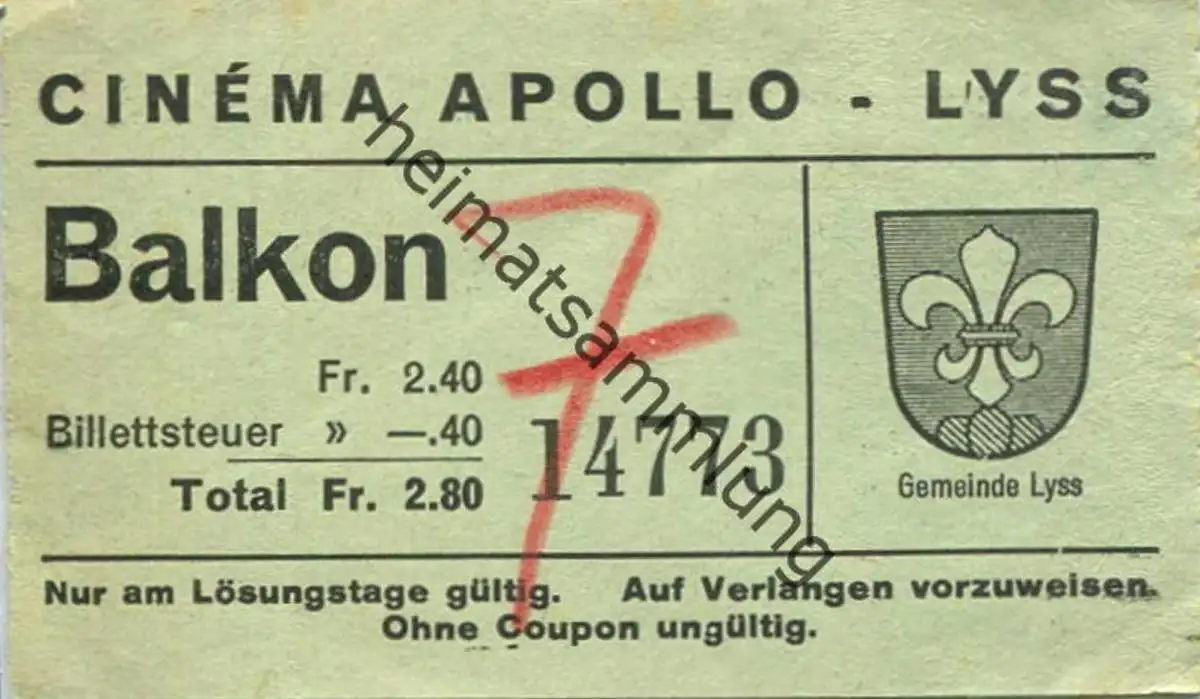 CINÉMA APOLLO - LYSS
Balkon
7
Fr. 2.40
Billettsteuer » —.40
Total Fr. 2.80
14773
Gemeinde Lyss
Nur am Lösungstage gültig. Auf Verlangen vorzuweisen.
Ohne Coupon ungültig.
heimatsammlung